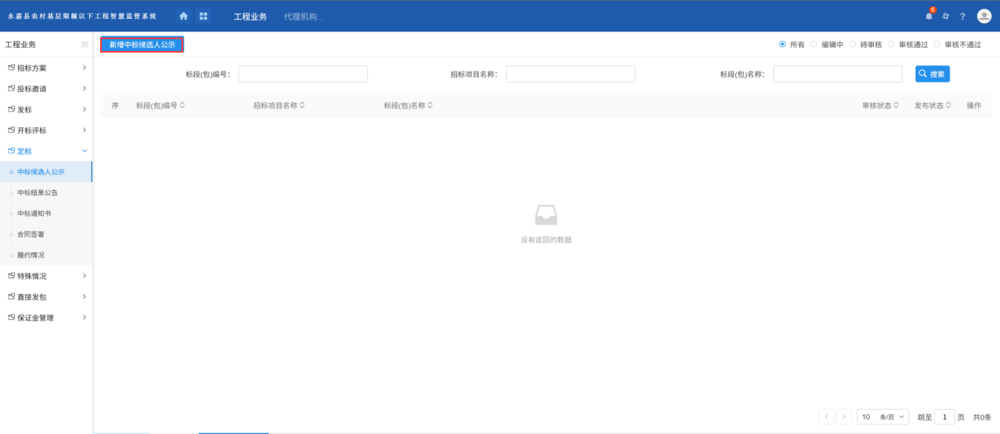 永嘉县农村基层限额以下工程智慧监管系统 工程业务 代理机构... 6 ?
工程业务 新增中标候选人公示 所有 编辑中 待审核 审核通过 审核不通过
招标方案
投标邀请
发标
开标评标
定标
中标候选人公示
中标结果公告
中标通知书
合同签署
履约情况
特殊情况
直接发包
保证金管理
标段(包)编号： 招标项目名称： 标段(包)名称： 搜索
序 标段(包)编号 招标项目名称 标段(包)名称 审核状态 发布状态 操作
没有返回的数据
10 条/页 跳至 1 页 共0条